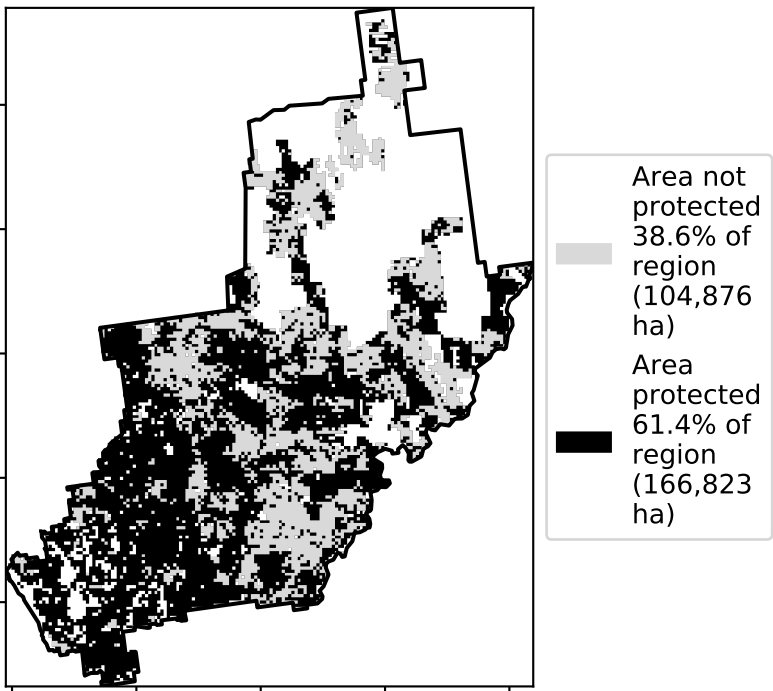 Area not
protected
38.6% of
region
(104,876
ha)
Area
protected
61.4% of
region
(166,823
ha)